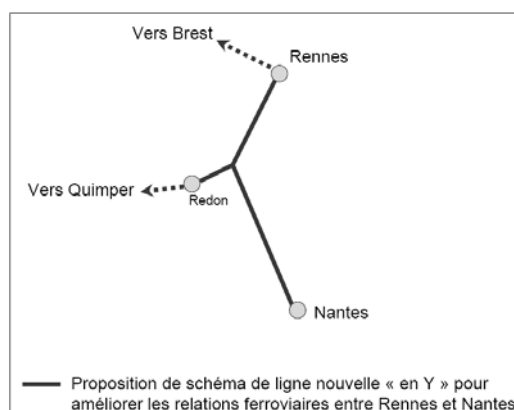 Vers Brest
Rennes
Vers Quimper
Redon
Nantes
Proposition de schéma de ligne nouvelle « en Y » pour
améliorer les relations ferroviaires entre Rennes et Nantes